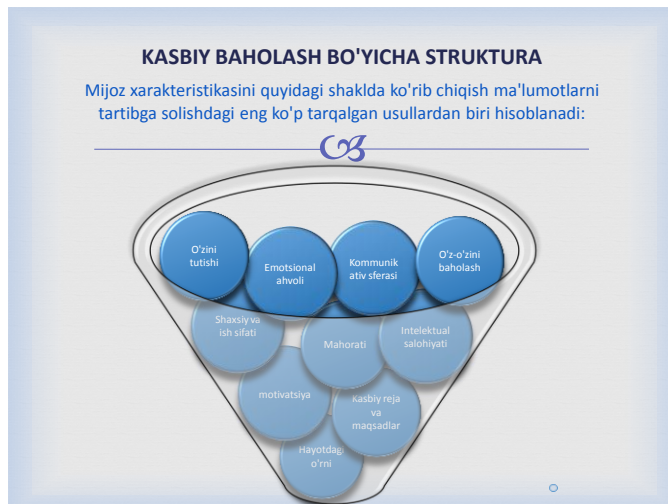 KASBIY BAHOLASH BO'YICHA STRUKTURA
Mijoz xarakteristikasini quyidagi shaklda ko'rib chiqish ma'lumotlarni
tartibga solishdagi eng ko'p tarqalgan usullardan biri hisoblanadi:
O'zini
tutishi
Emotsional
ahvoli
Kommunik
ativ sferasi
O'z-o'zini
baholash
Shaxsiy va
ish sifati
Mahorati
Intelektual
salohiyati
motivatsiya
Kasbiy reja
va
maqsadlar
Hayotdagi
o'rni